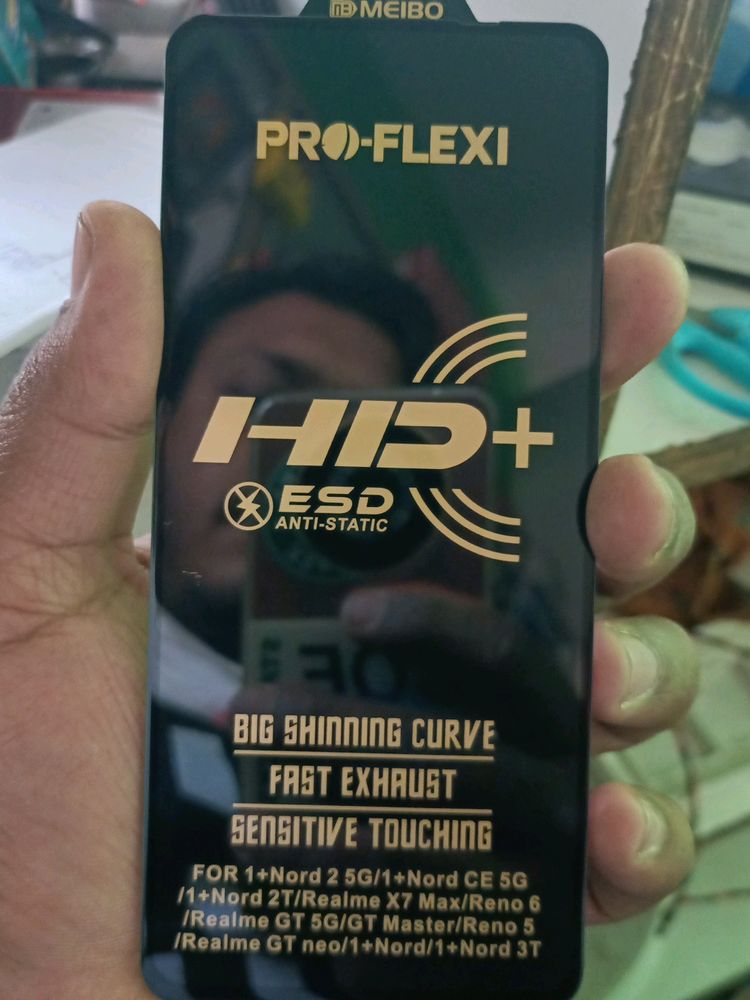 MEIBO
PRO-FLEXI
HD+
ESD
ANTI-STATIC
BIG SHINNING CURVE
FAST EXHAUST
SENSITIVE TOUCHING
FOR 1+Nord 2 5G/1+Nord CE 5G
/1+Nord 2T/Realme X7 Max/Reno 6
/Realme GT 5G/GT Master/Reno 5
/Realme GT neo/1+Nord/1+Nord 3T